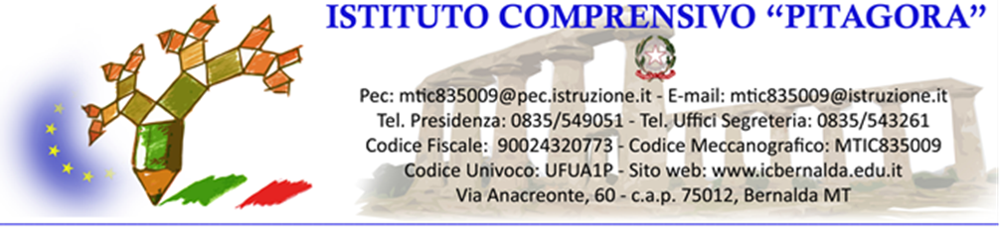 ISTITUTO COMPRENSIVO “PITAGORA”
Pec: mtic835009@pec.istruzione.it - E-mail: mtic835009@istruzione.it
Tel. Presidenza: 0835/549051 - Tel. Uffici Segreteria: 0835/543261
Codice Fiscale: 90024320773 - Codice Meccanografico: MTIC835009
Codice Univoco: UFUA1P - Sito web: www.icbernalda.edu.it
Via Anacreonte, 60 - c.a.p. 75012, Bernalda MT